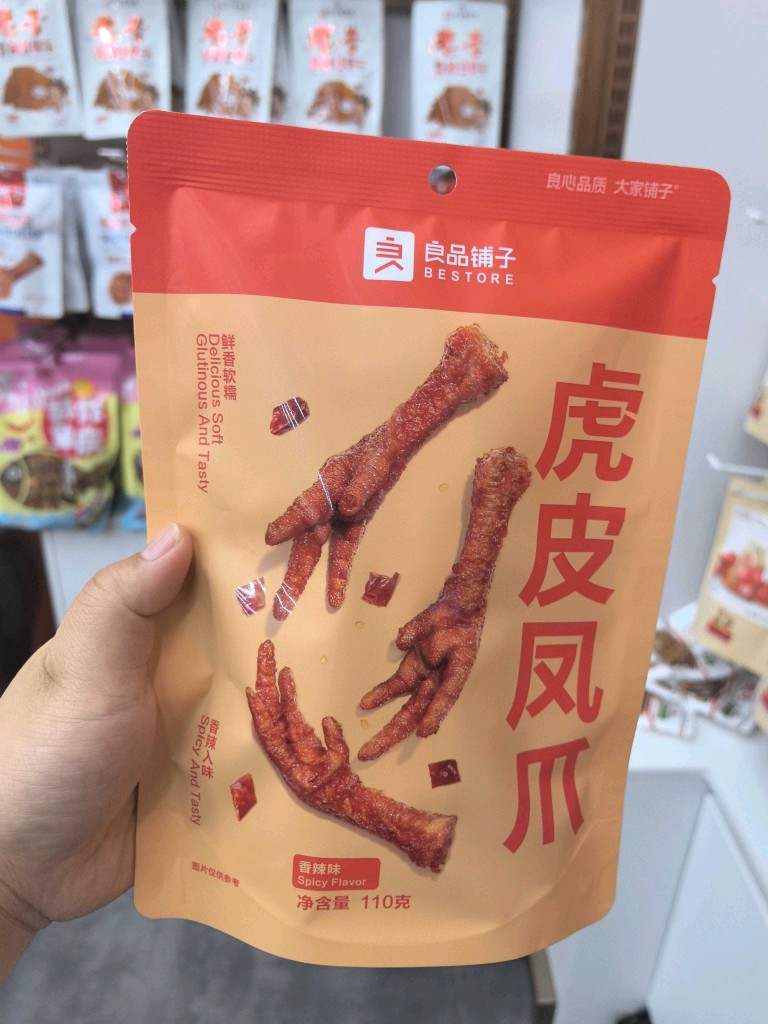 良心品质 大家铺子®
良品铺子
BESTORE
鲜香软糯
Delicious Soft
Glutinous And Tasty
虎皮凤爪
香辣入味
Spicy And Tasty
图片仅供参考
香辣味
Spicy Flavor
净含量 110克